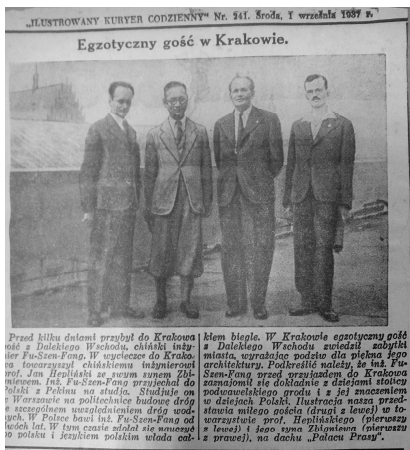 „ILUSTROWANY KURYER CODZIENNY” Nr. 241. Środa, 1 września 1937 r.
Egzotyczny gość w Krakowie.
Przed kilku dniami przybył do Krakowa
gość z Dalekiego Wschodu, chiński inży-
nier Fu-Szen-Fang. W wycieczce do Krako-
wa towarzyszył chińskiemu inżynierowi
prof. Jan Hepliński ze swym synem Zbi-
gniewem. Inż. Fu-Szen-Fang przyjechał do
Polski z Pekinu na studja. Studjuje on
w Warszawie na politechnice budowę dróg
ze szczególnem uwzględnieniem dróg wod-
nych. W Polsce bawi inż. Fu-Szen-Fang od
dwóch lat. W tym czasie zdołał się nauczyć
po polsku i językiem polskim włada cał-
kiem biegle. W Krakowie egzotyczny gość
z Dalekiego Wschodu zwiedził zabytki
miasta, wyrażając podziw dla piękna jego
architektury. Podkreślić należy, że inż. Fu-
Szen-Fang przed przyjazdem do Krakowa
zaznajomił się dokładnie z dziejami stolicy
podwawelskiego grodu i z jej znaczeniem
w dziejach Polski. Ilustracja nasza przed-
stawia miłego gościa (drugi z lewej) w to-
warzystwie prof. Heplińskiego (pierwszy
z lewej) i jego syna Zbigniewa (pierwszy
z prawej), na dachu „Pałacu Prasy”.